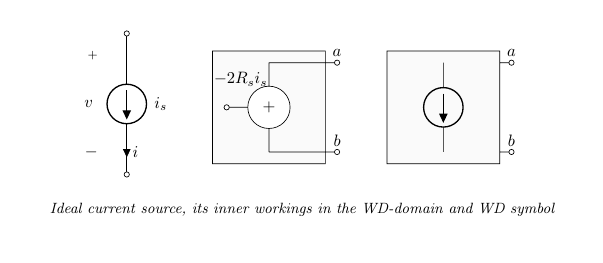 +
v
i_s
−
i
−2R_s i_s
+
a
b
a
b
Ideal current source, its inner workings in the WD-domain and WD symbol